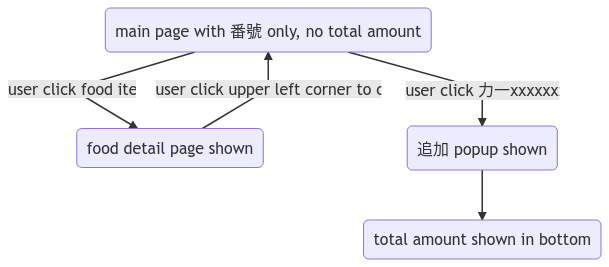 main page with 番號 only, no total amount
user click food ite
user click upper left corner to c
user click 力一xxxxxx
food detail page shown
追加 popup shown
total amount shown in bottom